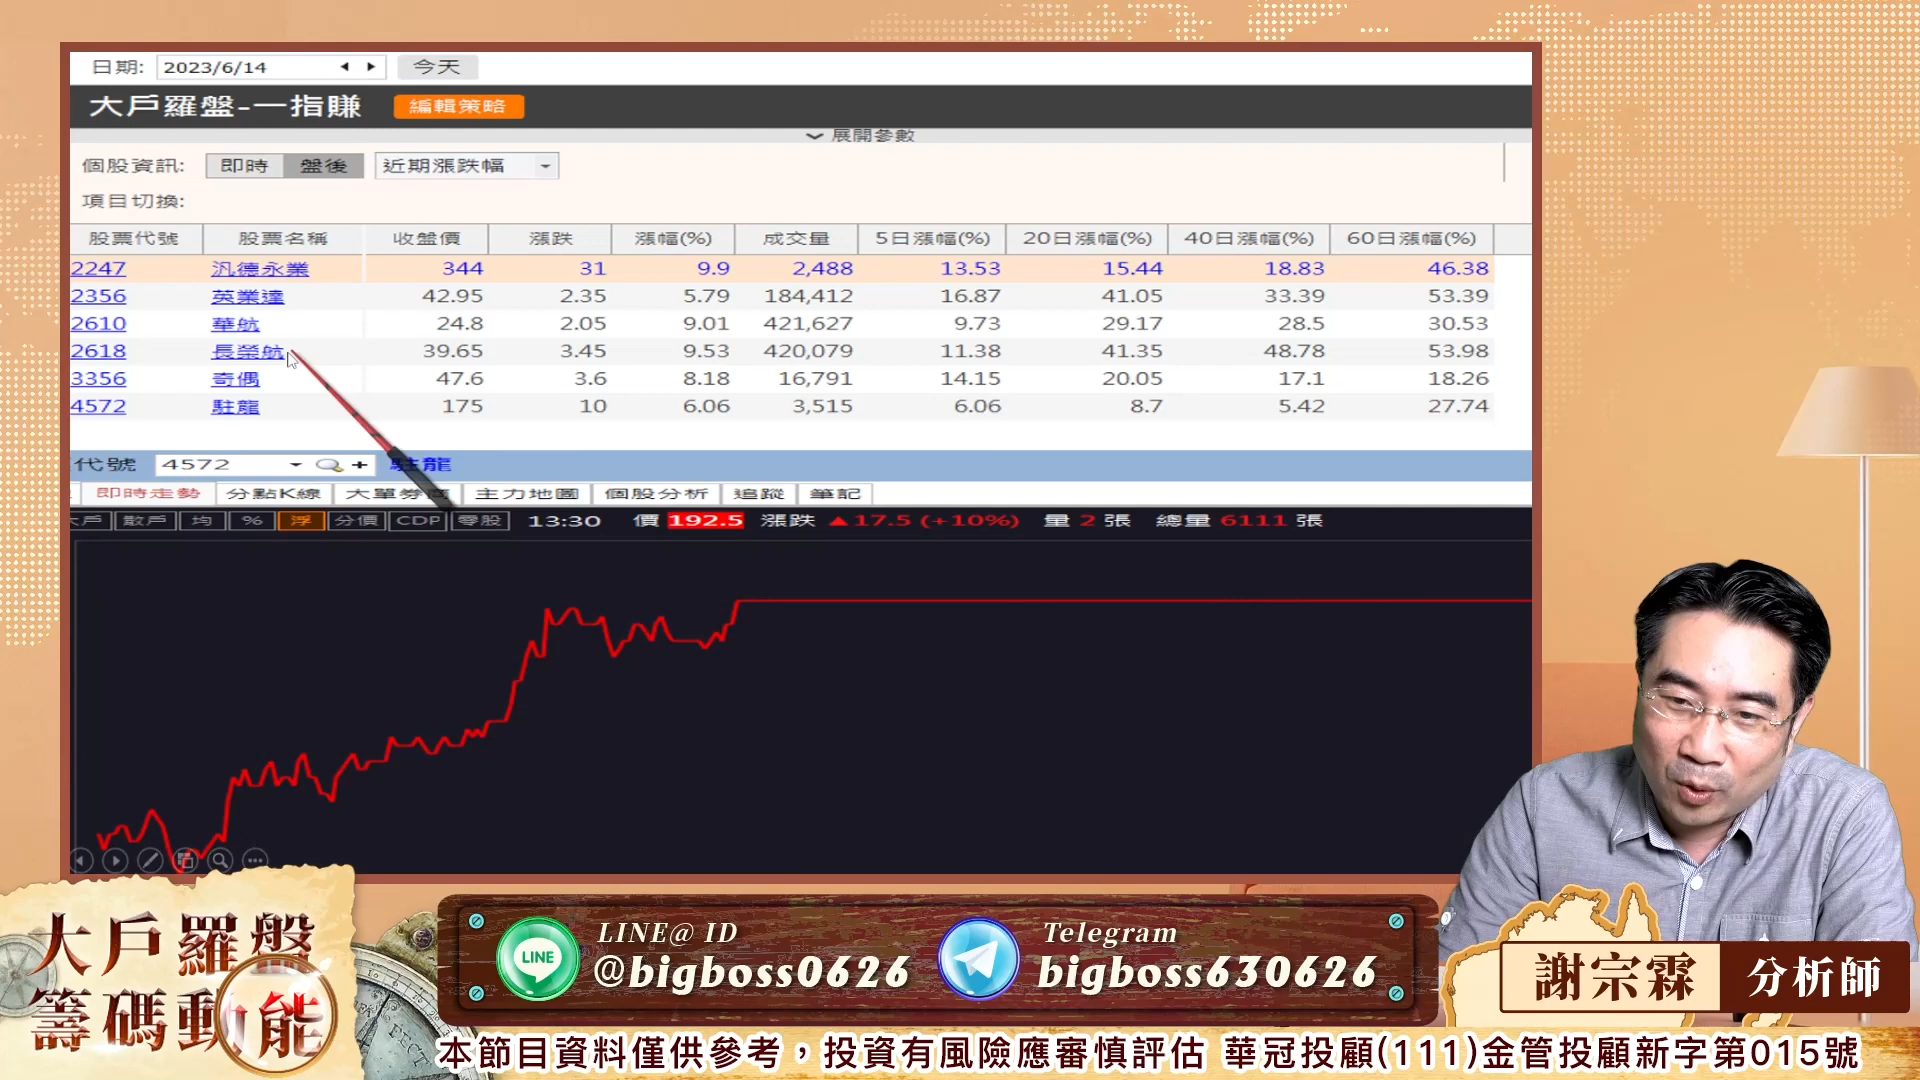 日期: 2023/6/14 今天
大戶羅盤-一指賺 編輯策略
展開參數
個股資訊: 即時 盤後 近期漲跌幅
項目切換:
股票代號 股票名稱 收盤價 漲跌 漲幅(%) 成交量 5日漲幅(%) 20日漲幅(%) 40日漲幅(%) 60日漲幅(%)
2247 汎德永業 344 31 9.9 2,488 13.53 15.44 18.83 46.38
2356 英業達 42.95 2.35 5.79 184,412 16.87 41.05 33.39 53.39
2610 華航 24.8 2.05 9.01 421,627 9.73 29.17 28.5 30.53
2618 長榮航 39.65 3.45 9.53 420,079 11.38 41.35 48.78 53.98
3356 奇偶 47.6 3.6 8.18 16,791 14.15 20.05 17.1 18.26
4572 駐龍 175 10 6.06 3,515 6.06 8.7 5.42 27.74
代號 4572 駐龍
即時走勢 分點K線 大單券商 主力地圖 個股分析 追蹤 筆記
大戶 散戶 均 % 浮 分價 CDP 零股 13:30 價 192.5 漲跌 ▲17.5 (+10%) 量 2 張 總量 6111 張
大戶羅盤
籌碼動能
LINE
LINE@ ID
@bigboss0626
Telegram
bigboss630626
謝宗霖 分析師
本節目資料僅供參考，投資有風險應審慎評估 華冠投顧(111)金管投顧新字第015號